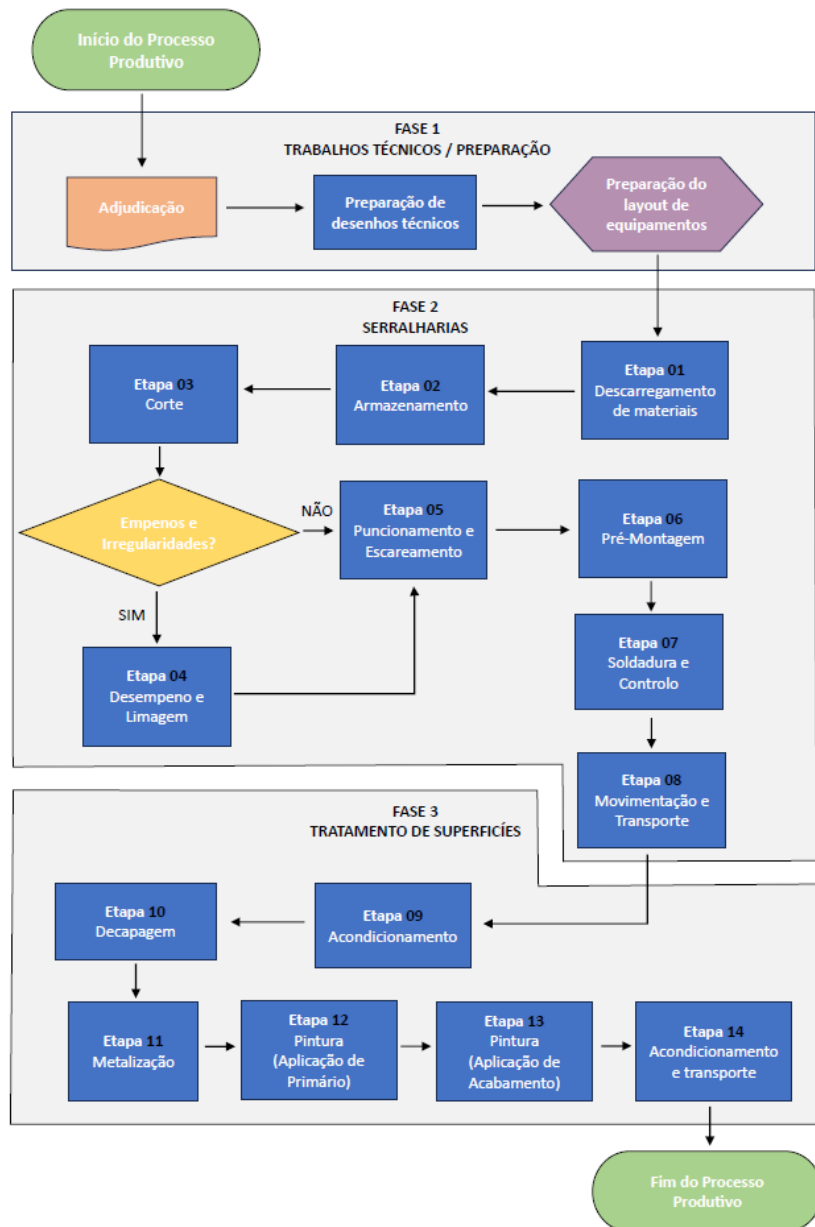 Início do Processo
Produtivo
FASE 1
TRABALHOS TÉCNICOS / PREPARAÇÃO
Adjudicação
Preparação de
desenhos técnicos
Preparação do
layout de
equipamentos
FASE 2
SERRALHARIAS
Etapa 01
Descarregamento
de materiais
Etapa 02
Armazenamento
Etapa 03
Corte
Empenos e
Irregularidades?
NÃO
SIM
Etapa 04
Desempeno e
Limagem
Etapa 05
Puncionamento e
Escareamento
Etapa 06
Pré-Montagem
Etapa 07
Soldadura e
Controlo
Etapa 08
Movimentação e
Transporte
FASE 3
TRATAMENTO DE SUPERFICÍES
Etapa 09
Acondicionamento
Etapa 10
Decapagem
Etapa 11
Metalização
Etapa 12
Pintura
(Aplicação de
Primário)
Etapa 13
Pintura
(Aplicação de
Acabamento)
Etapa 14
Acondicionamento
e transporte
Fim do Processo
Produtivo